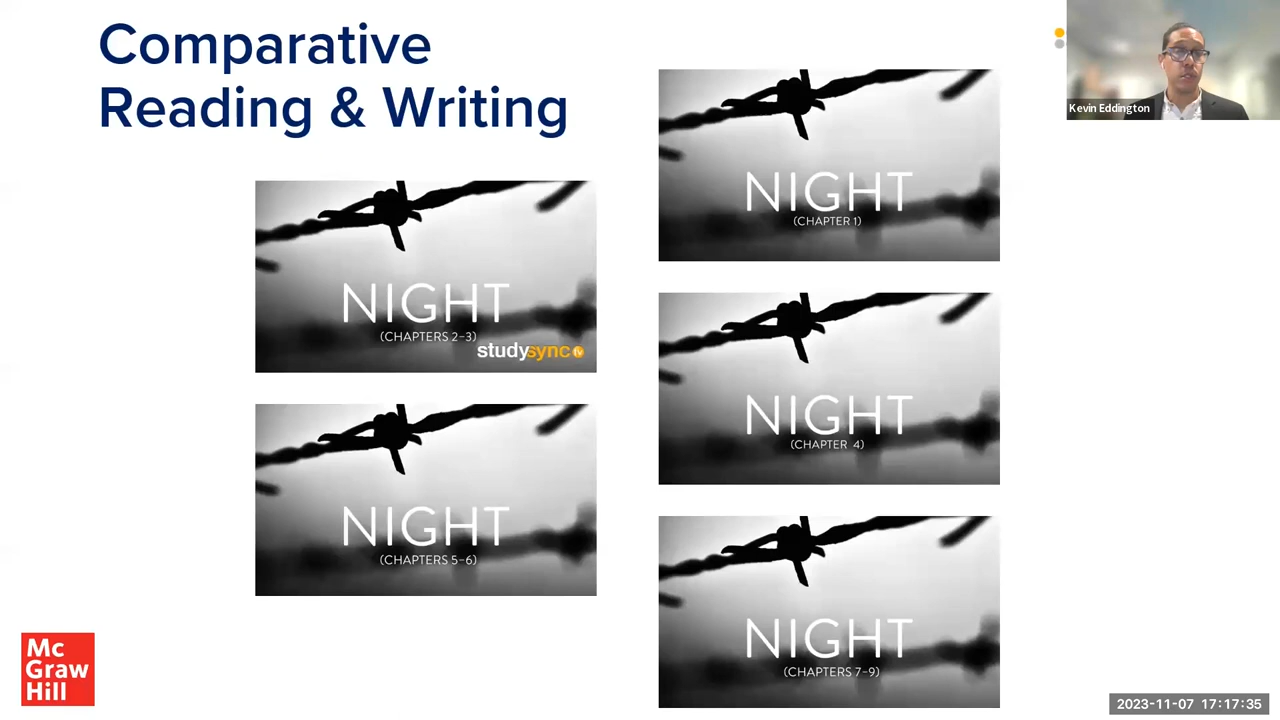 Comparative
Reading & Writing
Kevin Eddington
NIGHT
(CHAPTER 1)
NIGHT
(CHAPTERS 2–3)
studysync tv
NIGHT
(CHAPTER 4)
NIGHT
(CHAPTERS 5–6)
NIGHT
(CHAPTERS 7–9)
Mc
Graw
Hill
2023-11-07 17:17:35